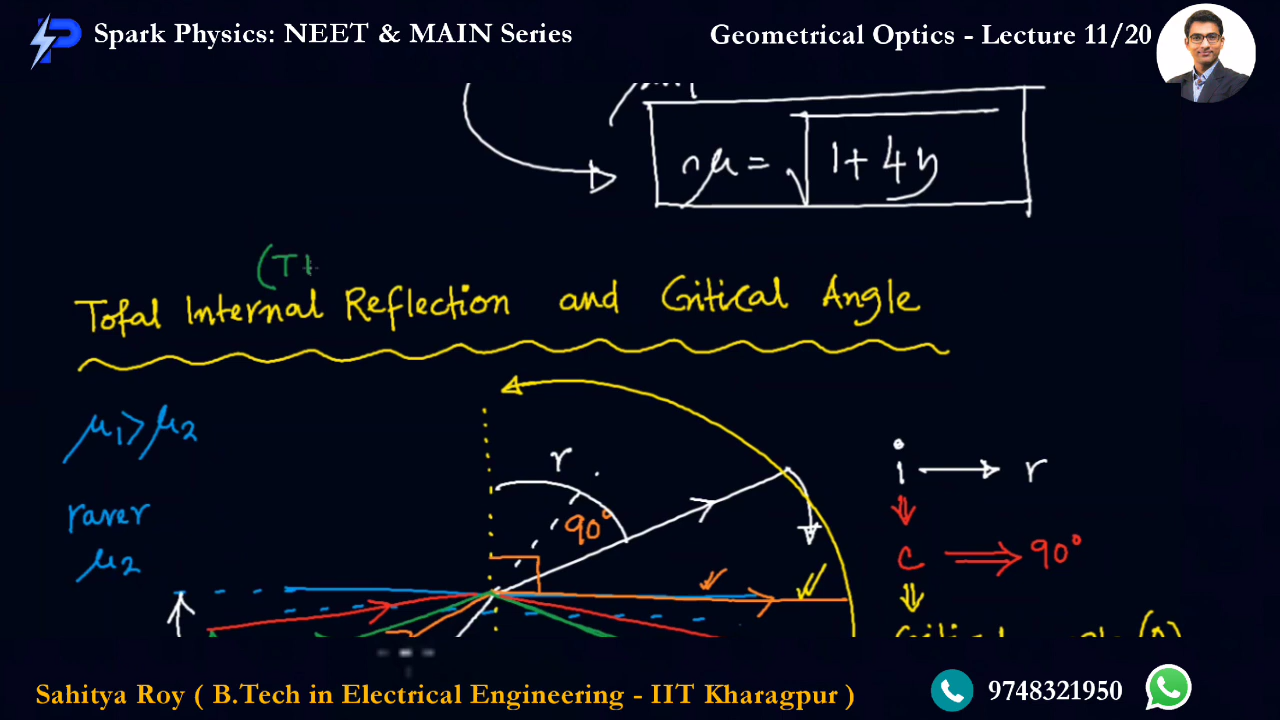 Spark Physics: NEET & MAIN Series
Geometrical Optics - Lecture 11/20
μ = √1+4y
(TI
Total Internal Reflection and Critical Angle
μ1 > μ2
rarer
μ2
r
90°
i → r
c ⇒ 90°
Sahitya Roy ( B.Tech in Electrical Engineering - IIT Kharagpur )
9748321950